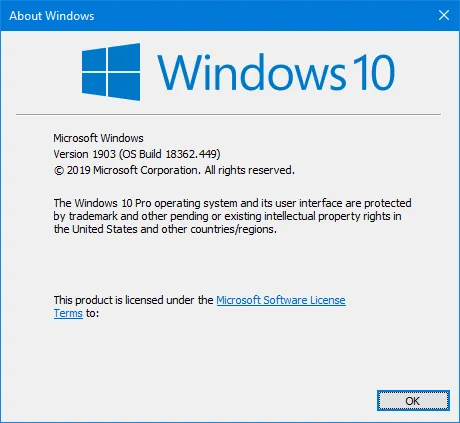 About Windows
Windows 10
Microsoft Windows
Version 1903 (OS Build 18362.449)
© 2019 Microsoft Corporation. All rights reserved.
The Windows 10 Pro operating system and its user interface are protected
by trademark and other pending or existing intellectual property rights in
the United States and other countries/regions.
This product is licensed under the Microsoft Software License
Terms to:
OK